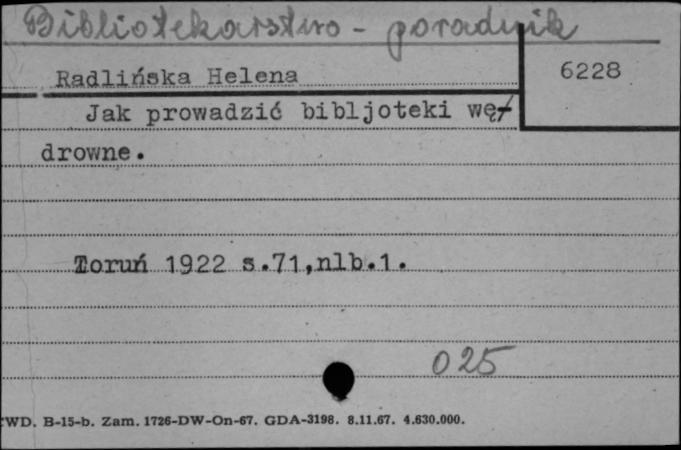 Bibliotekarstwo - poradnik
Radlińska Helena
6228
Jak prowadzić bibljoteki wę-
drowne.
Toruń 1922 s.71,nlb.1.
025
WD. B-15-b. Zam. 1726-DW-On-67. GDA-3198. 8.11.67. 4.630.000.